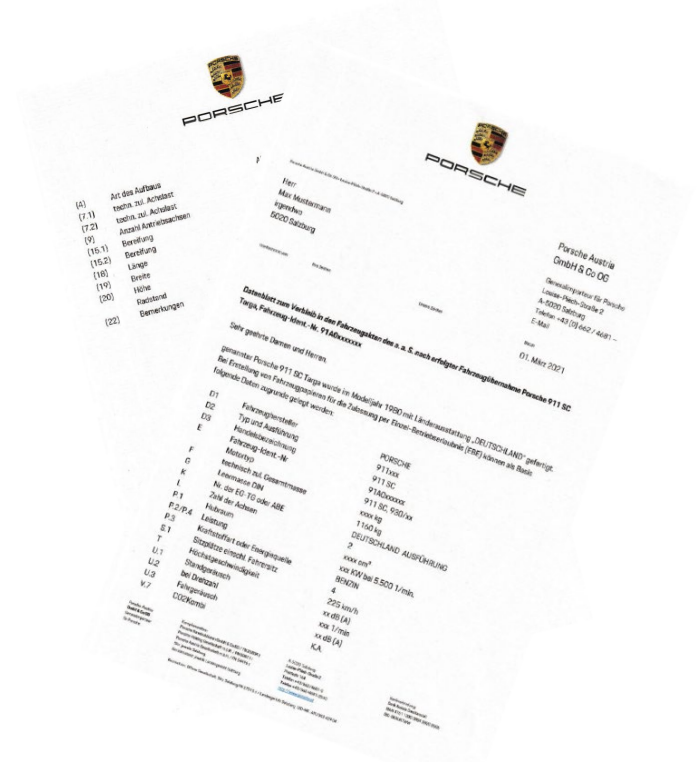 PORSCHE
(4) Art des Aufbaus
(7.1) techn. zul. Achslast
(7.2) techn. zul. Achslast
(9) Anzahl Antriebsachsen
(15.1) Bereifung
(15.2) Bereifung
(18) Länge
(19) Breite
(20) Höhe
Radstand
(22) Bemerkungen
PORSCHE
Herr
Max Mustermann
Irgendwo
5020 Salzburg
Porsche Austria
GmbH & Co OG
Generalimporteur für Porsche
Louise-Piëch-Straße 2
A-5020 Salzburg
Telefon +43 (0) 662 / 4681 –
E-Mail
01. März 2021
Datenblatt zum Verbleib in den Fahrzeugakten des a. a. S. nach erfolgter Fahrzeugübernahme Porsche 911 SC
Targa, Fahrzeug-Ident.-Nr. 91A0xxxxxx
Sehr geehrte Damen und Herren,
genannter Porsche 911 SC Targa wurde im Modelljahr 1980 mit Länderausstattung „DEUTSCHLAND" gefertigt.
Bei Erstellung von Fahrzeugpapieren für die Zulassung per Einzel-Betriebserlaubnis (EBE) können als Basis
folgende Daten zugrunde gelegt werden:
D1 Fahrzeughersteller PORSCHE
D2 Typ und Ausführung 911xxx
D3 Handelsbezeichnung 911 SC
E Fahrzeug-Ident.-Nr 91A0xxxxxx
Motortyp 911 SC, 930/xx
F technisch zul. Gesamtmasse xxxx kg
G Leermasse DIN 1160 kg
K Nr. der EG-TG oder ABE DEUTSCHLAND AUSFÜHRUNG
L Zahl der Achsen 2
P.1 Hubraum xxxx cm³
P.2/P.4 Leistung xxx KW bei 5.500 1/min.
P.3 Kraftstoffart oder Energiequelle BENZIN
S.1 Sitzplätze einschl. Fahrersitz 4
T Höchstgeschwindigkeit 225 km/h
U.1 Standgeräusch xx dB (A)
U.2 bei Drehzahl xxx 1/min
U.3 Fahrgeräusch xx dB (A)
V.7 CO2Kombi K.A